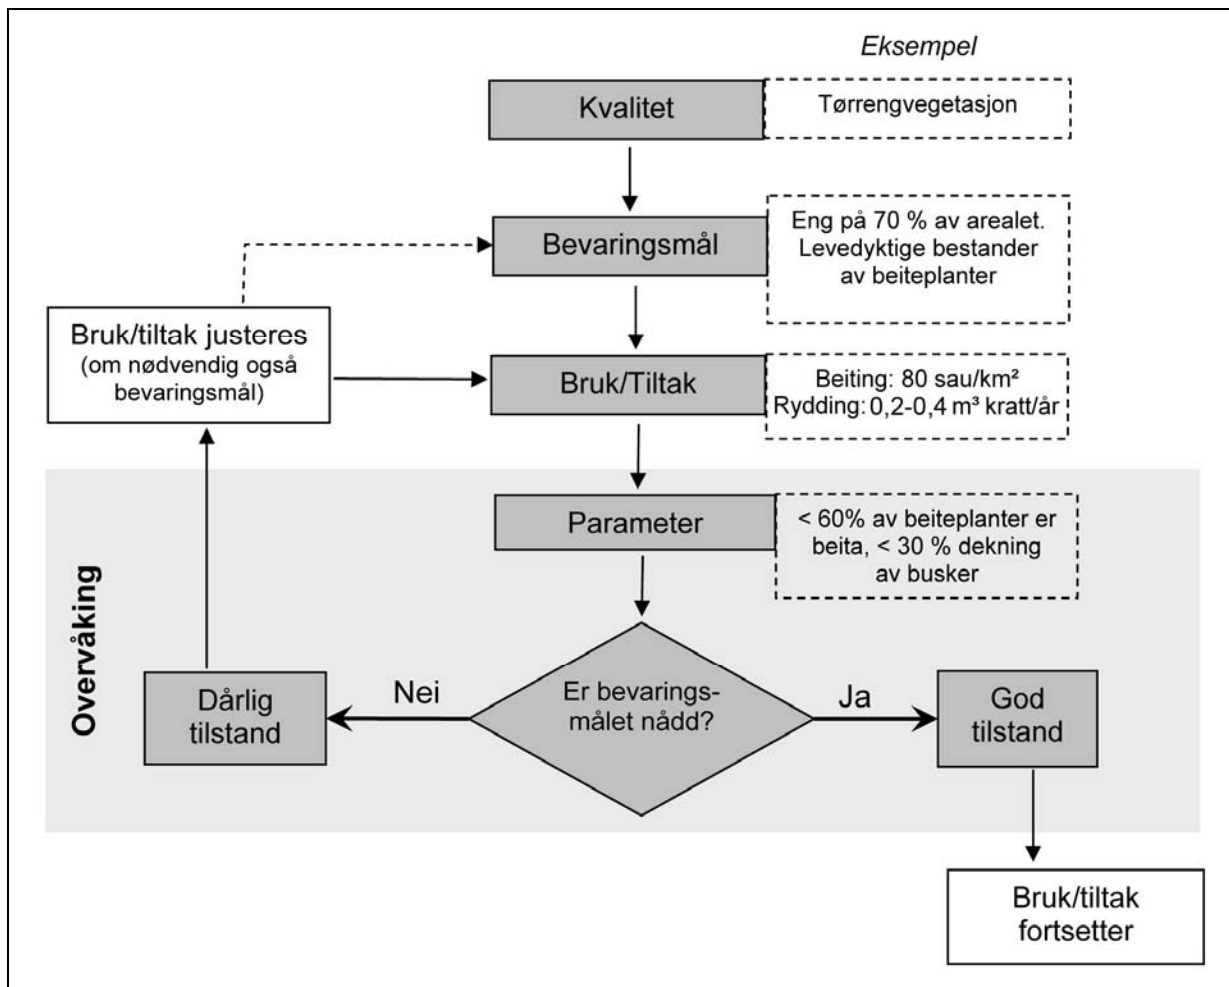 Eksempel
Kvalitet
Tørrengvegetasjon
Bevaringsmål
Eng på 70 % av arealet.
Levedyktige bestander
av beiteplanter
Bruk/tiltak justeres
(om nødvendig også
bevaringsmål)
Bruk/Tiltak
Beiting: 80 sau/km²
Rydding: 0,2-0,4 m³ kratt/år
Overvåking
Parameter
< 60% av beiteplanter er
beita, < 30 % dekning
av busker
Er bevarings-
målet nådd?
Nei
Dårlig
tilstand
Ja
God
tilstand
Bruk/tiltak
fortsetter